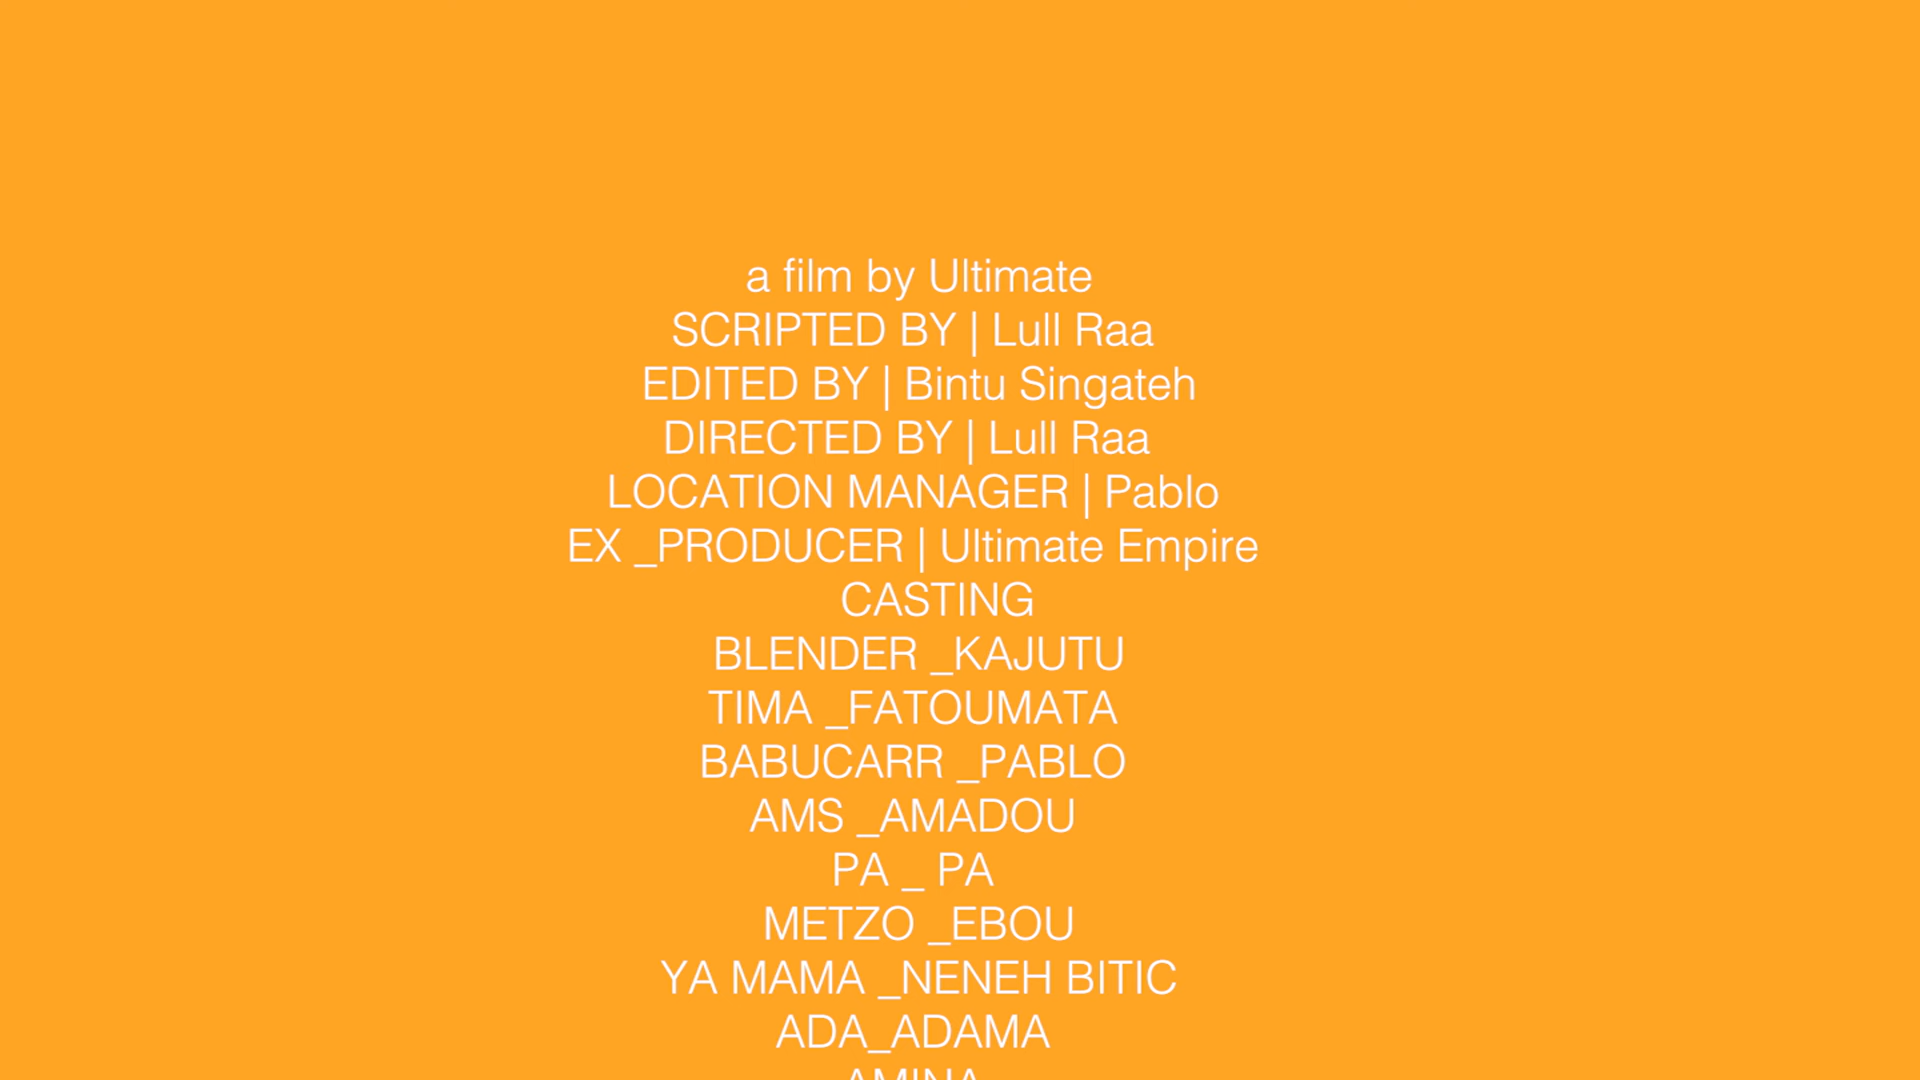 a film by Ultimate
SCRIPTED BY | Lull Raa
EDITED BY | Bintu Singateh
DIRECTED BY | Lull Raa
LOCATION MANAGER | Pablo
EX _PRODUCER | Ultimate Empire
CASTING
BLENDER _KAJUTU
TIMA _FATOUMATA
BABUCARR _PABLO
AMS _AMADOU
PA _ PA
METZO _EBOU
YA MAMA _NENEH BITIC
ADA_ADAMA
AMINA